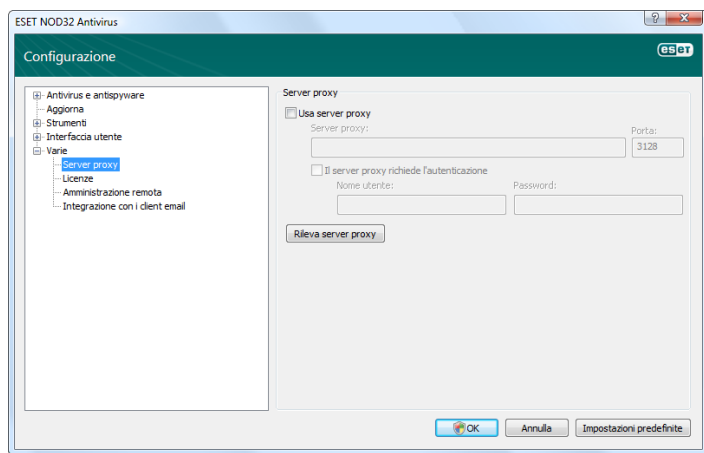 ESET NOD32 Antivirus
Configurazione
eseT
Antivirus e antispyware
Aggiorna
Strumenti
Interfaccia utente
Varie
Server proxy
Licenze
Amministrazione remota
Integrazione con i client email
Server proxy
Usa server proxy
Server proxy:
Porta:
3128
Il server proxy richiede l'autenticazione
Nome utente:
Password:
Rileva server proxy
OK
Annulla
Impostazioni predefinite